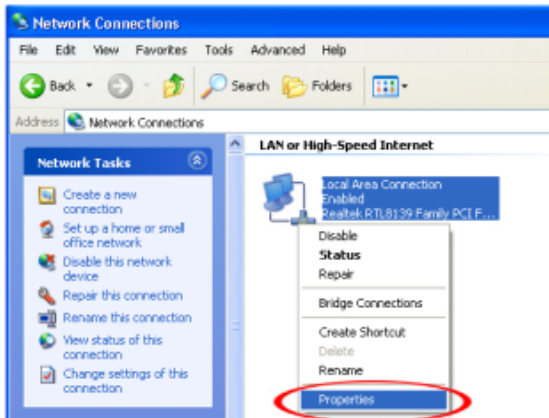 Network Connections
File Edit View Favorites Tools Advanced Help
Back Search Folders
Address Network Connections
Network Tasks
Create a new
connection
Set up a home or small
office network
Disable this network
device
Repair this connection
Rename this connection
View status of this
connection
Change settings of this
connection
LAN or High-Speed Internet
Local Area Connection
Enabled
Realtek RTL8139 Family PCI F...
Disable
Status
Repair
Bridge Connections
Create Shortcut
Delete
Rename
Properties